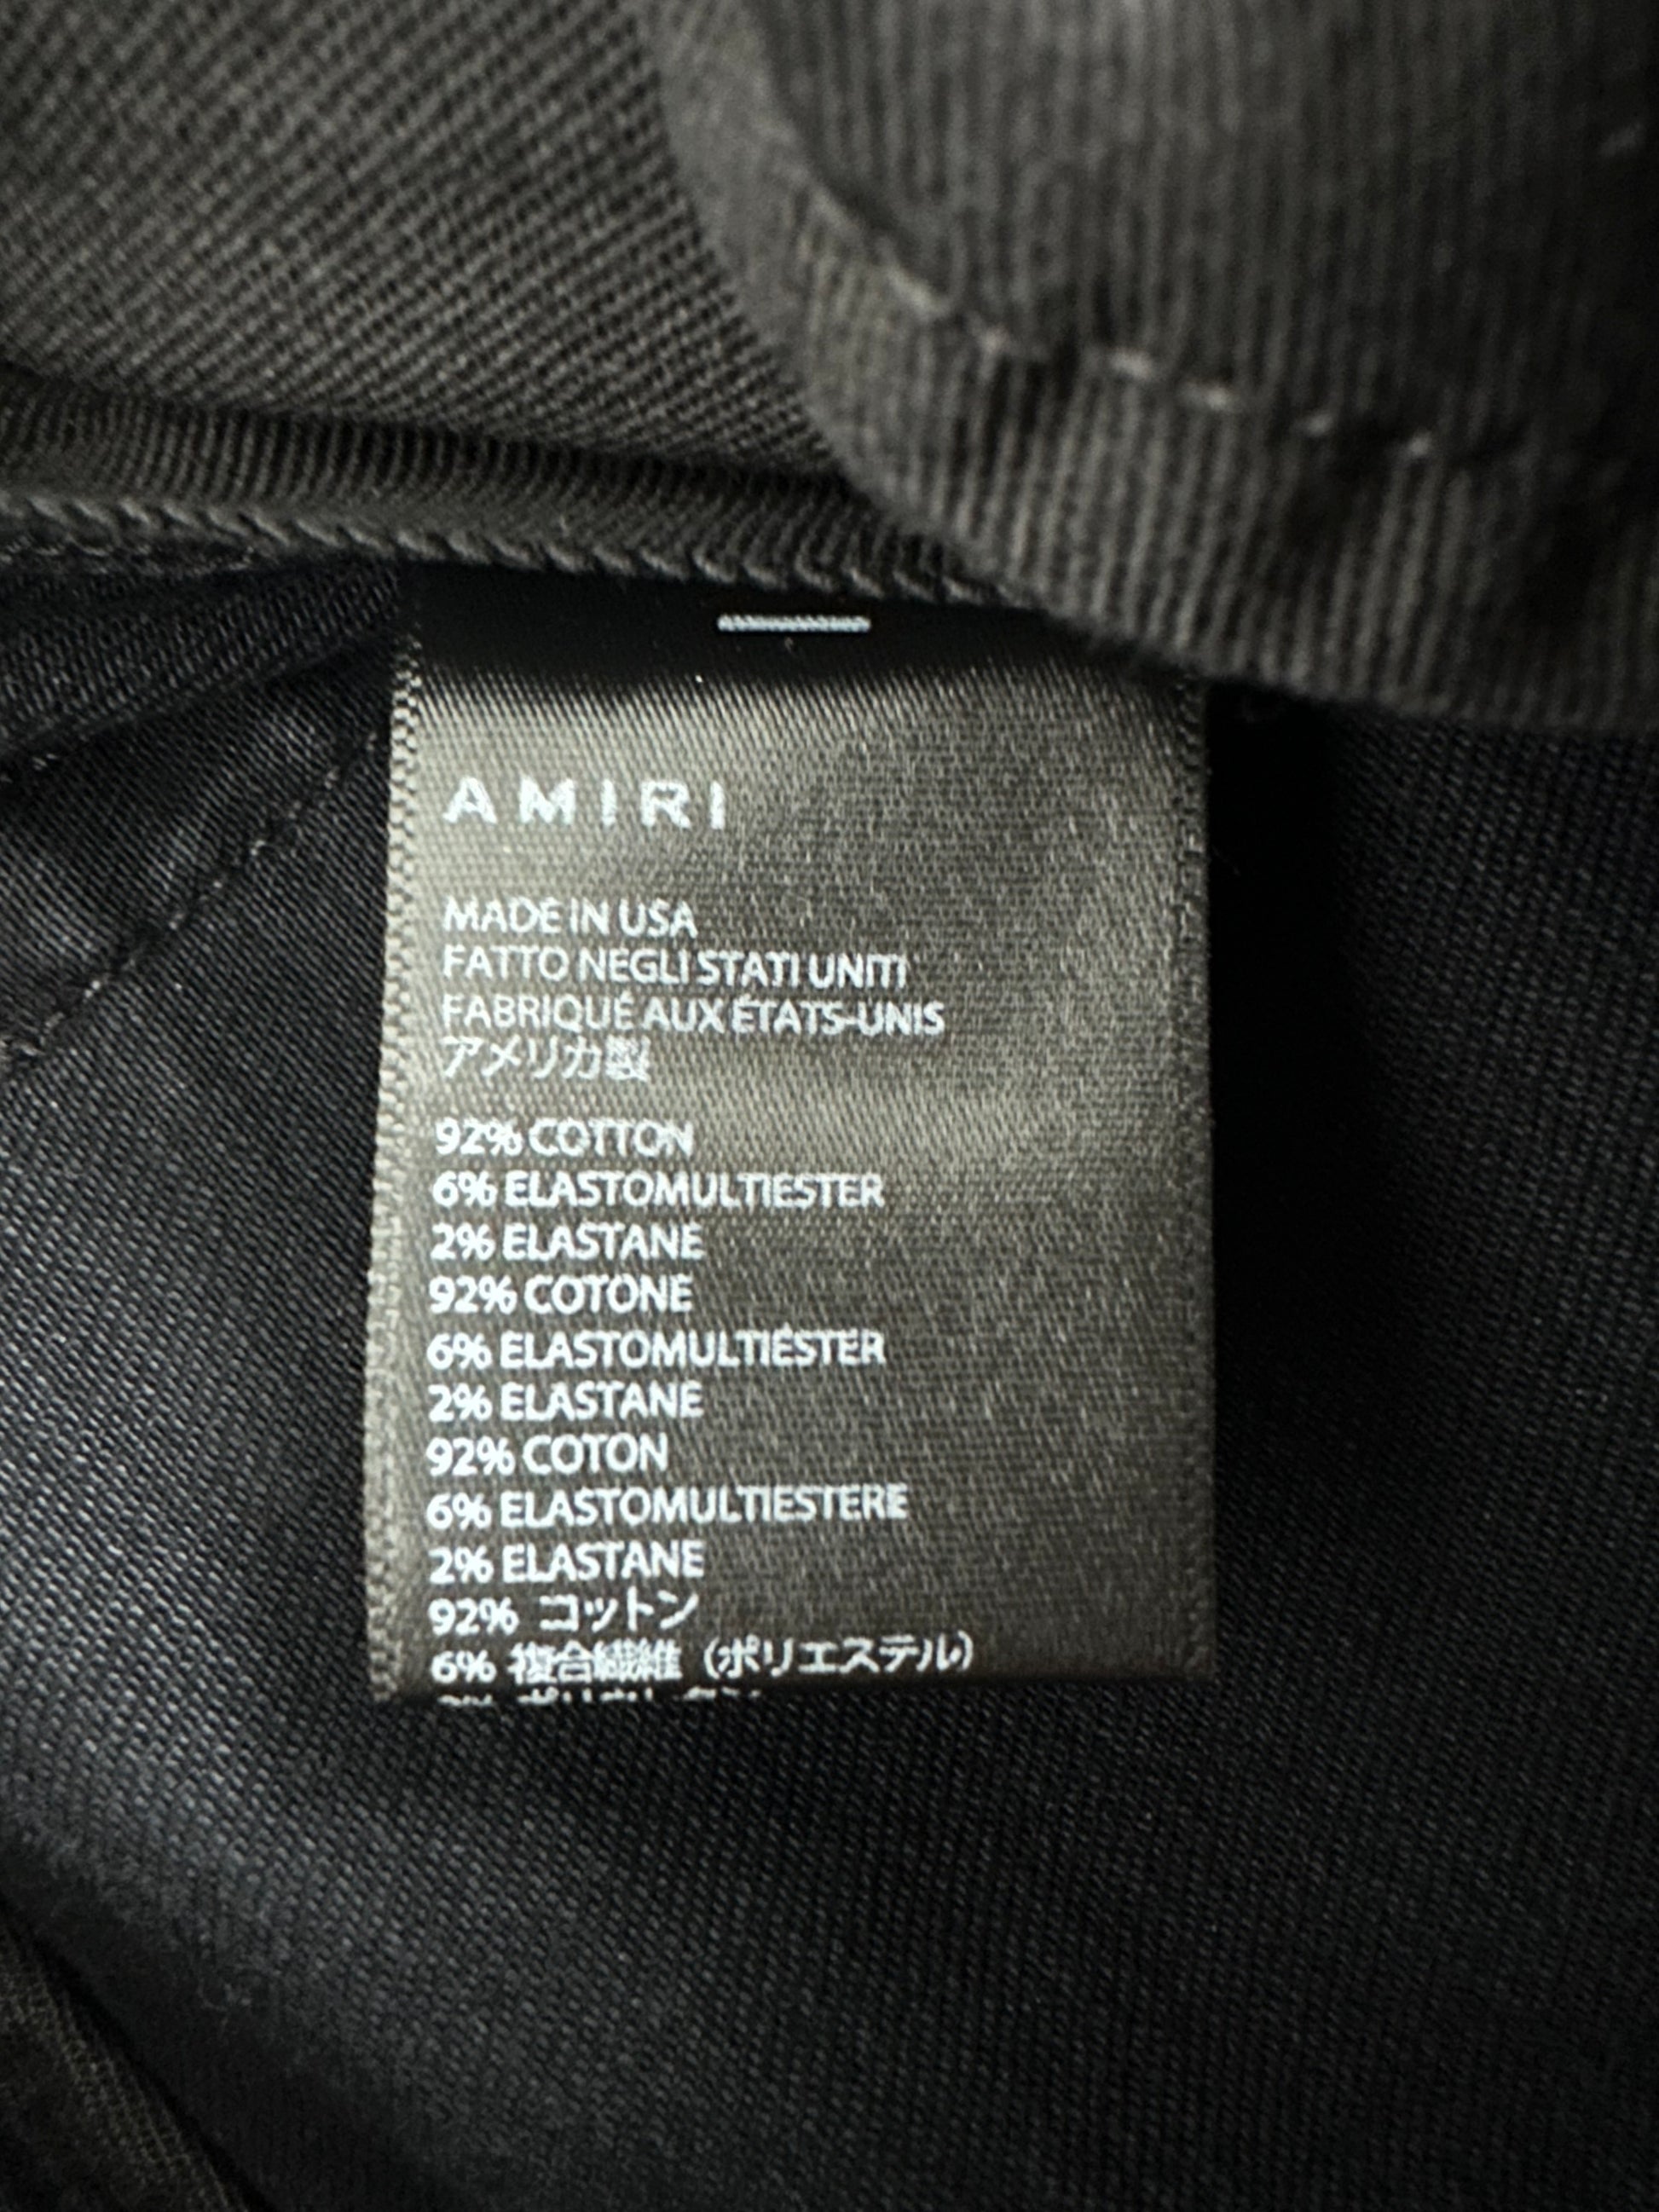 AMIRI
MADE IN USA
FATTO NEGLI STATI UNITI
FABRIQUÉ AUX ÉTATS-UNIS
アメリカ製
92% COTTON
6% ELASTOMULTIESTER
2% ELASTANE
92% COTONE
6% ELASTOMULTIÉSTER
2% ELASTANE
92% COTON
6% ELASTOMULTIESTERE
2% ELASTANE
92% コットン
6% 複合繊維（ポリエステル）